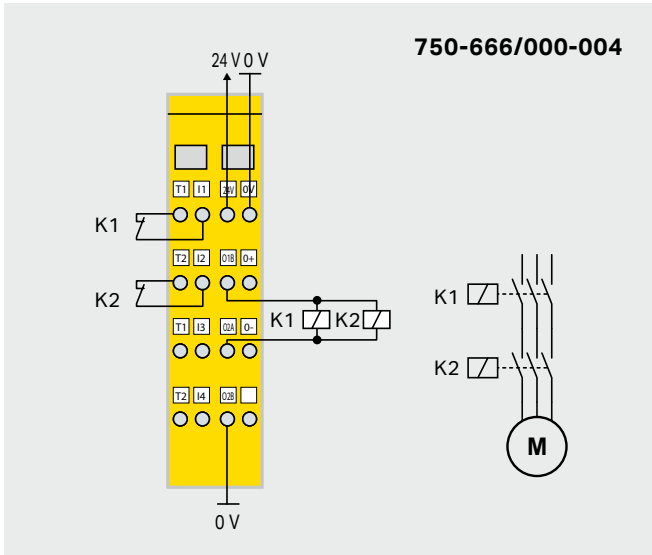 750-666/000-004
24 V 0 V
T1 I1 24V 0V
K1
T2 I2 O1B 0+
K2
K1 K2
T1 I3 O2A 0-
T2 I4 O2B
0 V
K1
K2
M